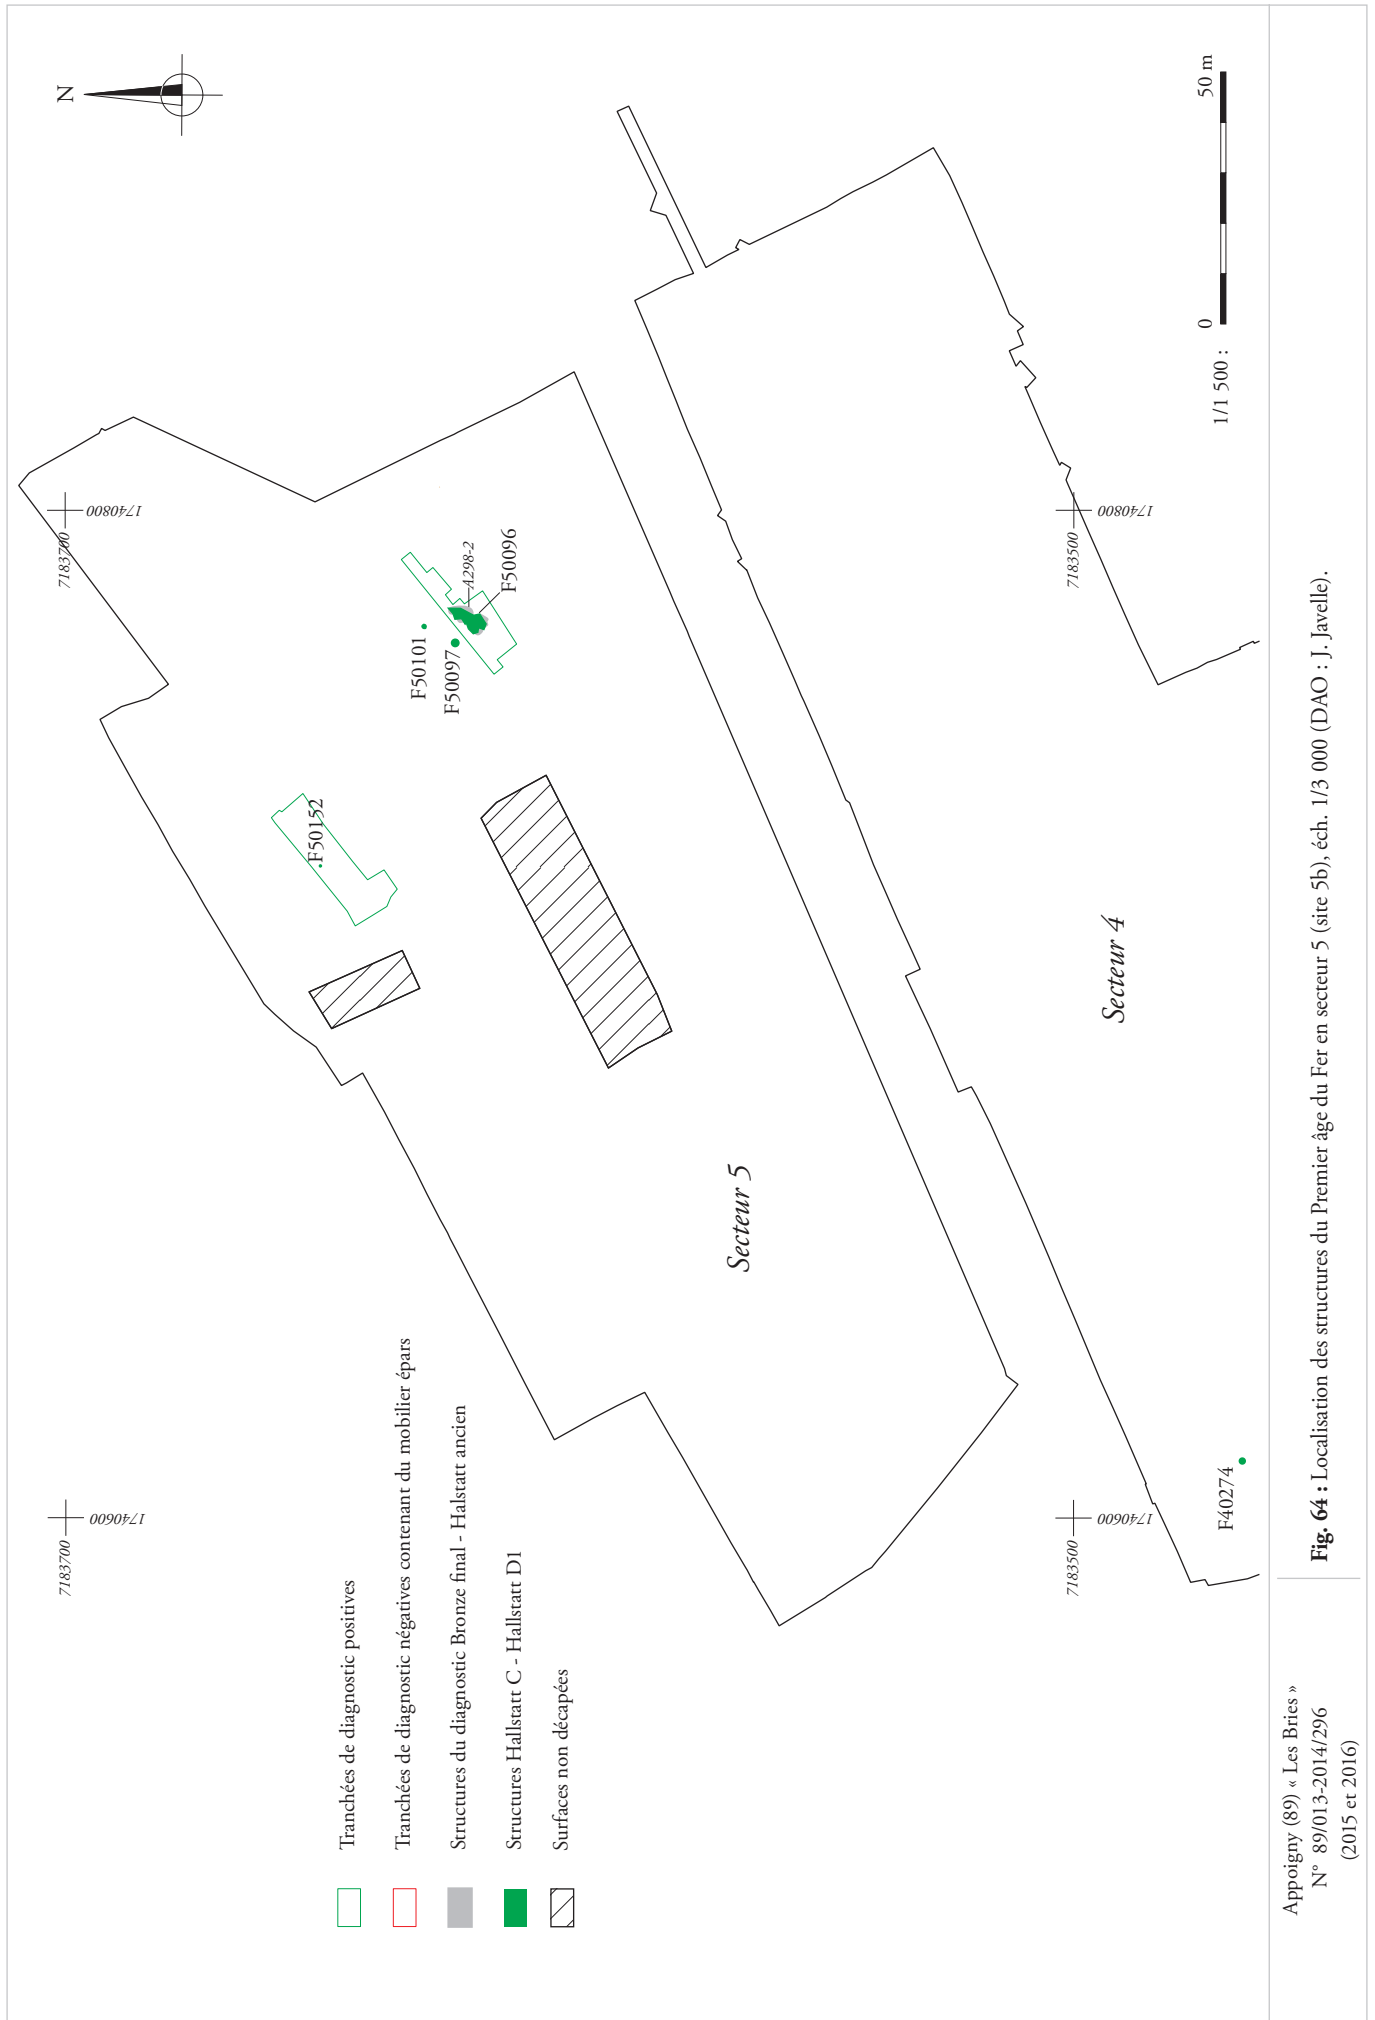 N
7183700
1740600
7183700
1740800
7183500
1740600
7183500
1740800
F50152
F50101
F50097
A298-2
F50096
F40274
Secteur 5
Secteur 4
Tranchées de diagnostic positives
Tranchées de diagnostic négatives contenant du mobilier épars
Structures du diagnostic Bronze final - Halstatt ancien
Structures Hallstatt C - Hallstatt D1
Surfaces non décapées
1/1 500 :
0
50 m
Appoigny (89) « Les Bries »
N° 89/013-2014/296
(2015 et 2016)
Fig. 64 : Localisation des structures du Premier âge du Fer en secteur 5 (site 5b), éch. 1/3 000 (DAO : J. Javelle).